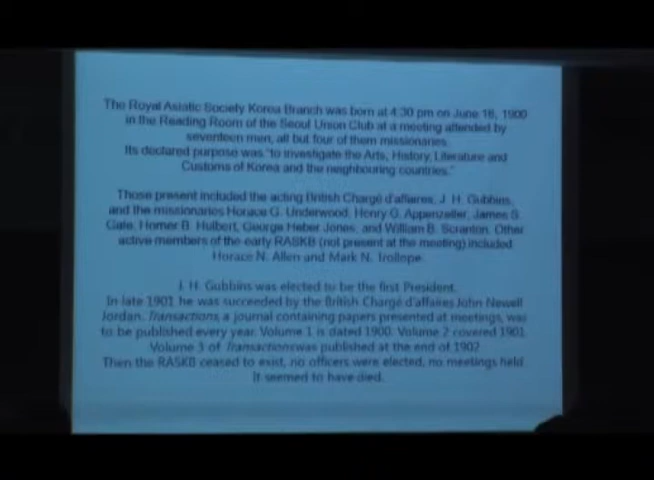 The Royal Asiatic Society Korea Branch was born at 4:30 pm on June 16, 1900
in the Reading Room of the Seoul Union Club at a meeting attended by
seventeen men, all but four of them missionaries.
Its declared purpose was "to investigate the Arts, History, Literature and
Customs of Korea and the neighbouring countries."
Those present included the acting British Chargé d'affaires, J. H. Gubbins,
and the missionaries Horace G. Underwood, Henry G. Appenzeller, James S.
Gale, Homer B. Hulbert, George Heber Jones, and William B. Scranton. Other
active members of the early RASKB (not present at the meeting) included
Horace N. Allen and Mark N. Trollope.
J. H. Gubbins was elected to be the first President.
In late 1901 he was succeeded by the British Chargé d'affaires John Newell
Jordan. Transactions, a journal containing papers presented at meetings, was
to be published every year. Volume 1 is dated 1900. Volume 2 covered 1901.
Volume 3 of Transactions was published at the end of 1902.
Then the RASKB ceased to exist, no officers were elected, no meetings held.
It seemed to have died.